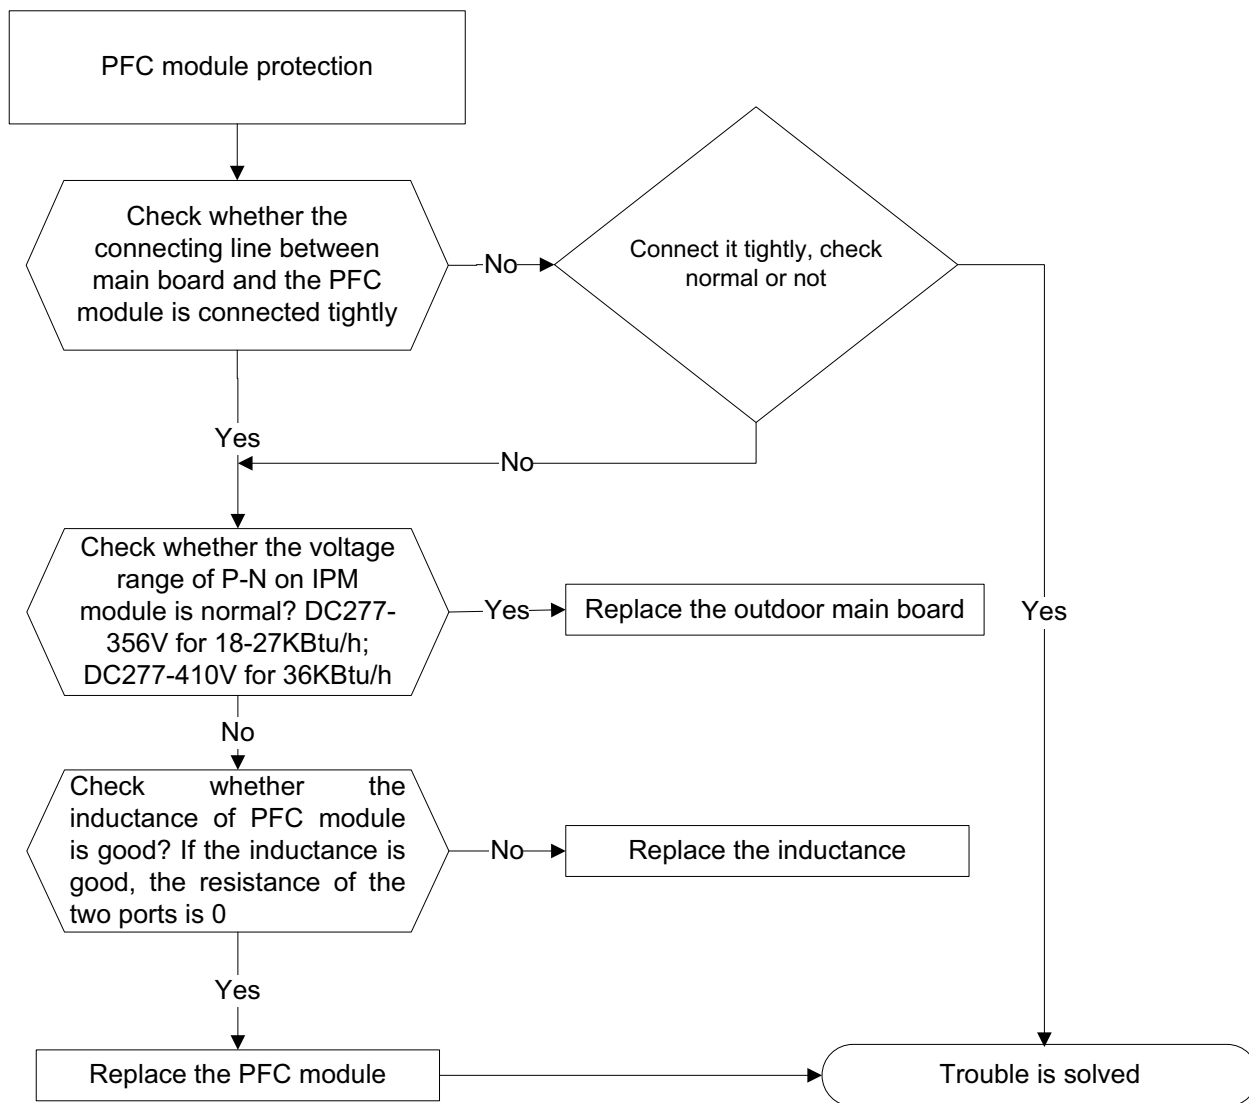 PFC module protection
Check whether the
connecting line between
main board and the PFC
module is connected tightly
No
Connect it tightly, check
normal or not
Yes
No
Check whether the voltage
range of P-N on IPM
module is normal? DC277-
356V for 18-27KBtu/h;
DC277-410V for 36KBtu/h
Yes
Replace the outdoor main board
Yes
No
Check whether the
inductance of PFC module
is good? If the inductance is
good, the resistance of the
two ports is 0
No
Replace the inductance
Yes
Replace the PFC module
Trouble is solved